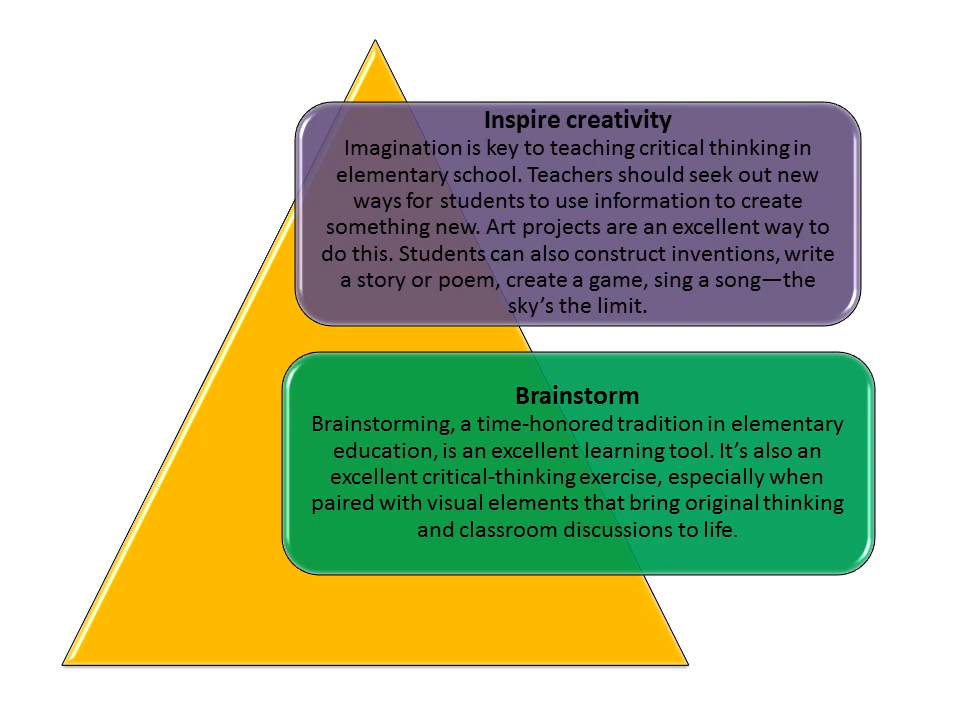 Inspire creativity
Imagination is key to teaching critical thinking in
elementary school. Teachers should seek out new
ways for students to use information to create
something new. Art projects are an excellent way to
do this. Students can also construct inventions, write
a story or poem, create a game, sing a song—the
sky’s the limit.
Brainstorm
Brainstorming, a time-honored tradition in elementary
education, is an excellent learning tool. It’s also an
excellent critical-thinking exercise, especially when
paired with visual elements that bring original thinking
and classroom discussions to life.